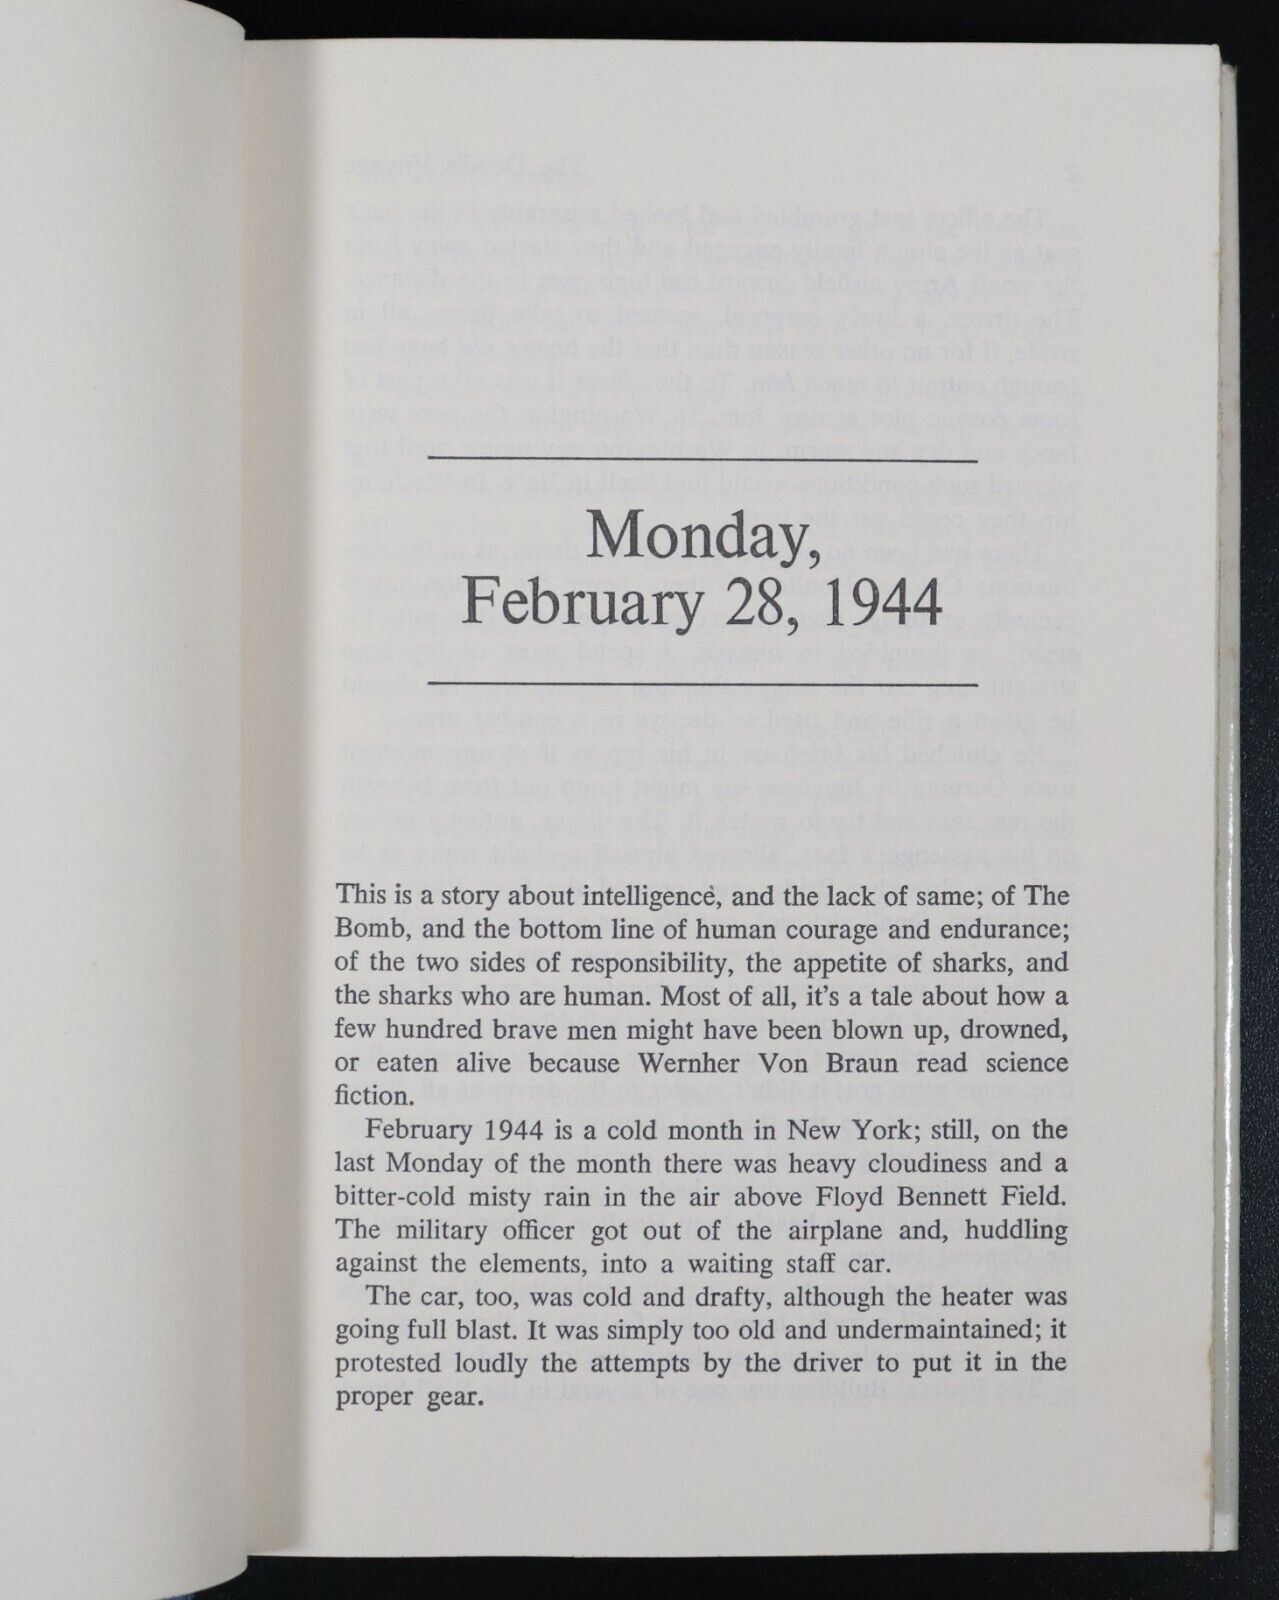 Monday,
February 28, 1944
This is a story about intelligence, and the lack of same; of The
Bomb, and the bottom line of human courage and endurance;
of the two sides of responsibility, the appetite of sharks, and
the sharks who are human. Most of all, it's a tale about how a
few hundred brave men might have been blown up, drowned,
or eaten alive because Wernher Von Braun read science
fiction.
February 1944 is a cold month in New York; still, on the
last Monday of the month there was heavy cloudiness and a
bitter-cold misty rain in the air above Floyd Bennett Field.
The military officer got out of the airplane and, huddling
against the elements, into a waiting staff car.
The car, too, was cold and drafty, although the heater was
going full blast. It was simply too old and undermaintained; it
protested loudly the attempts by the driver to put it in the
proper gear.